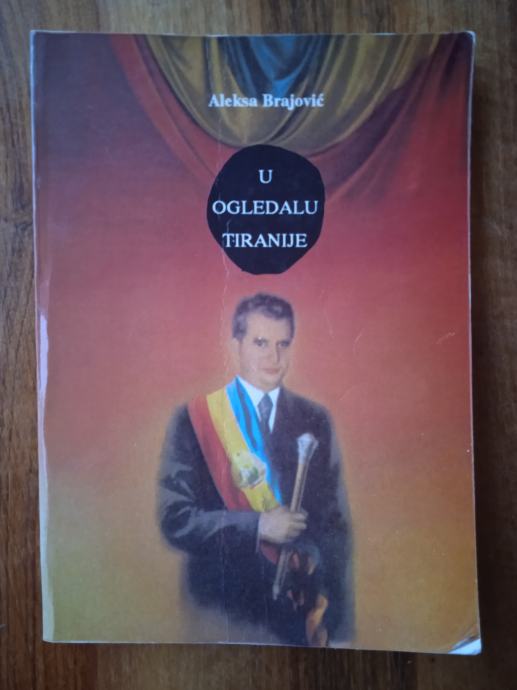 Aleksa Brajović
U
OGLEDALU
TIRANIJE